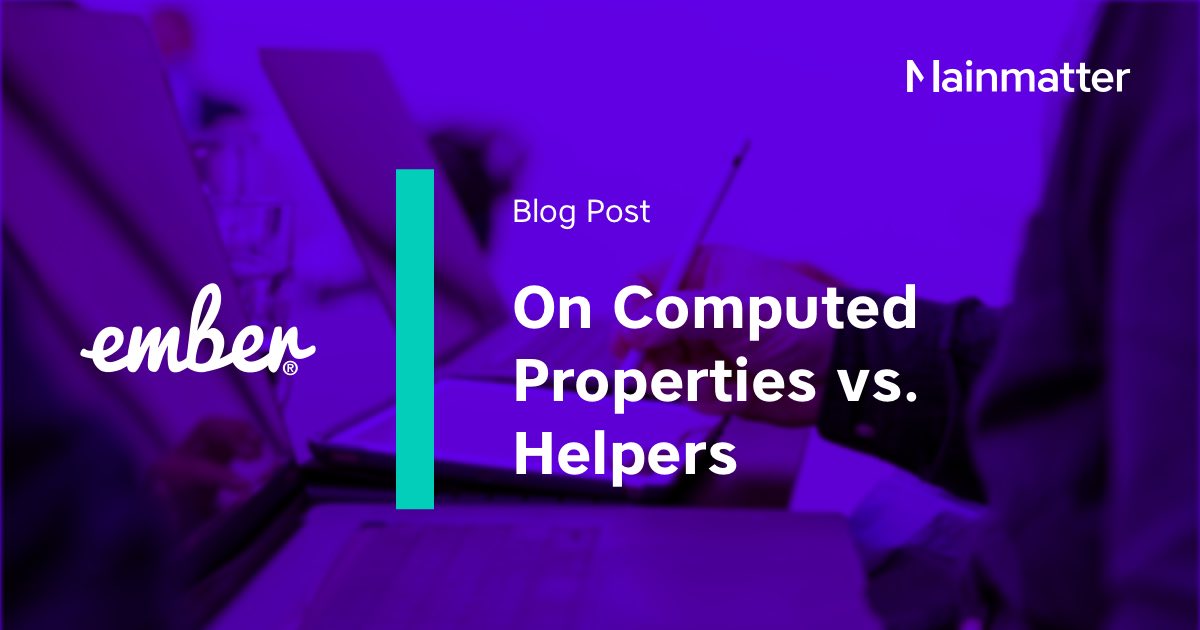 Mainmatter
Blog Post
ember®
On Computed
Properties vs.
Helpers